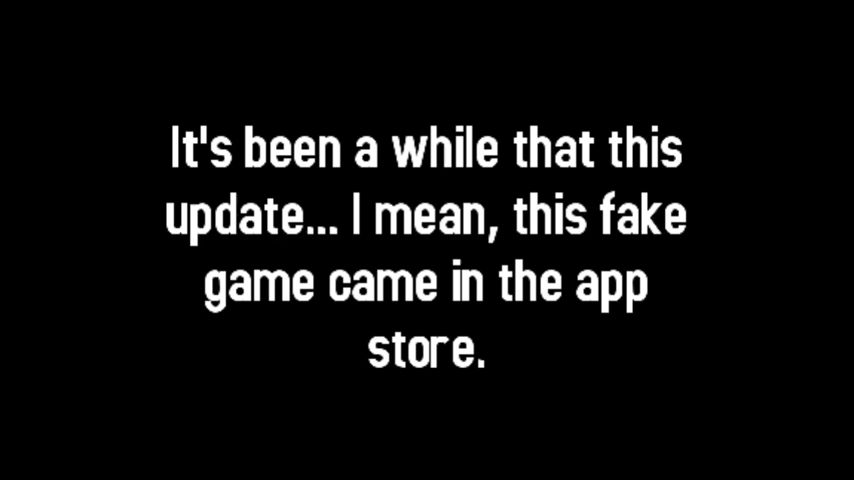 It's been a while that this
update... I mean, this fake
game came in the app
store.